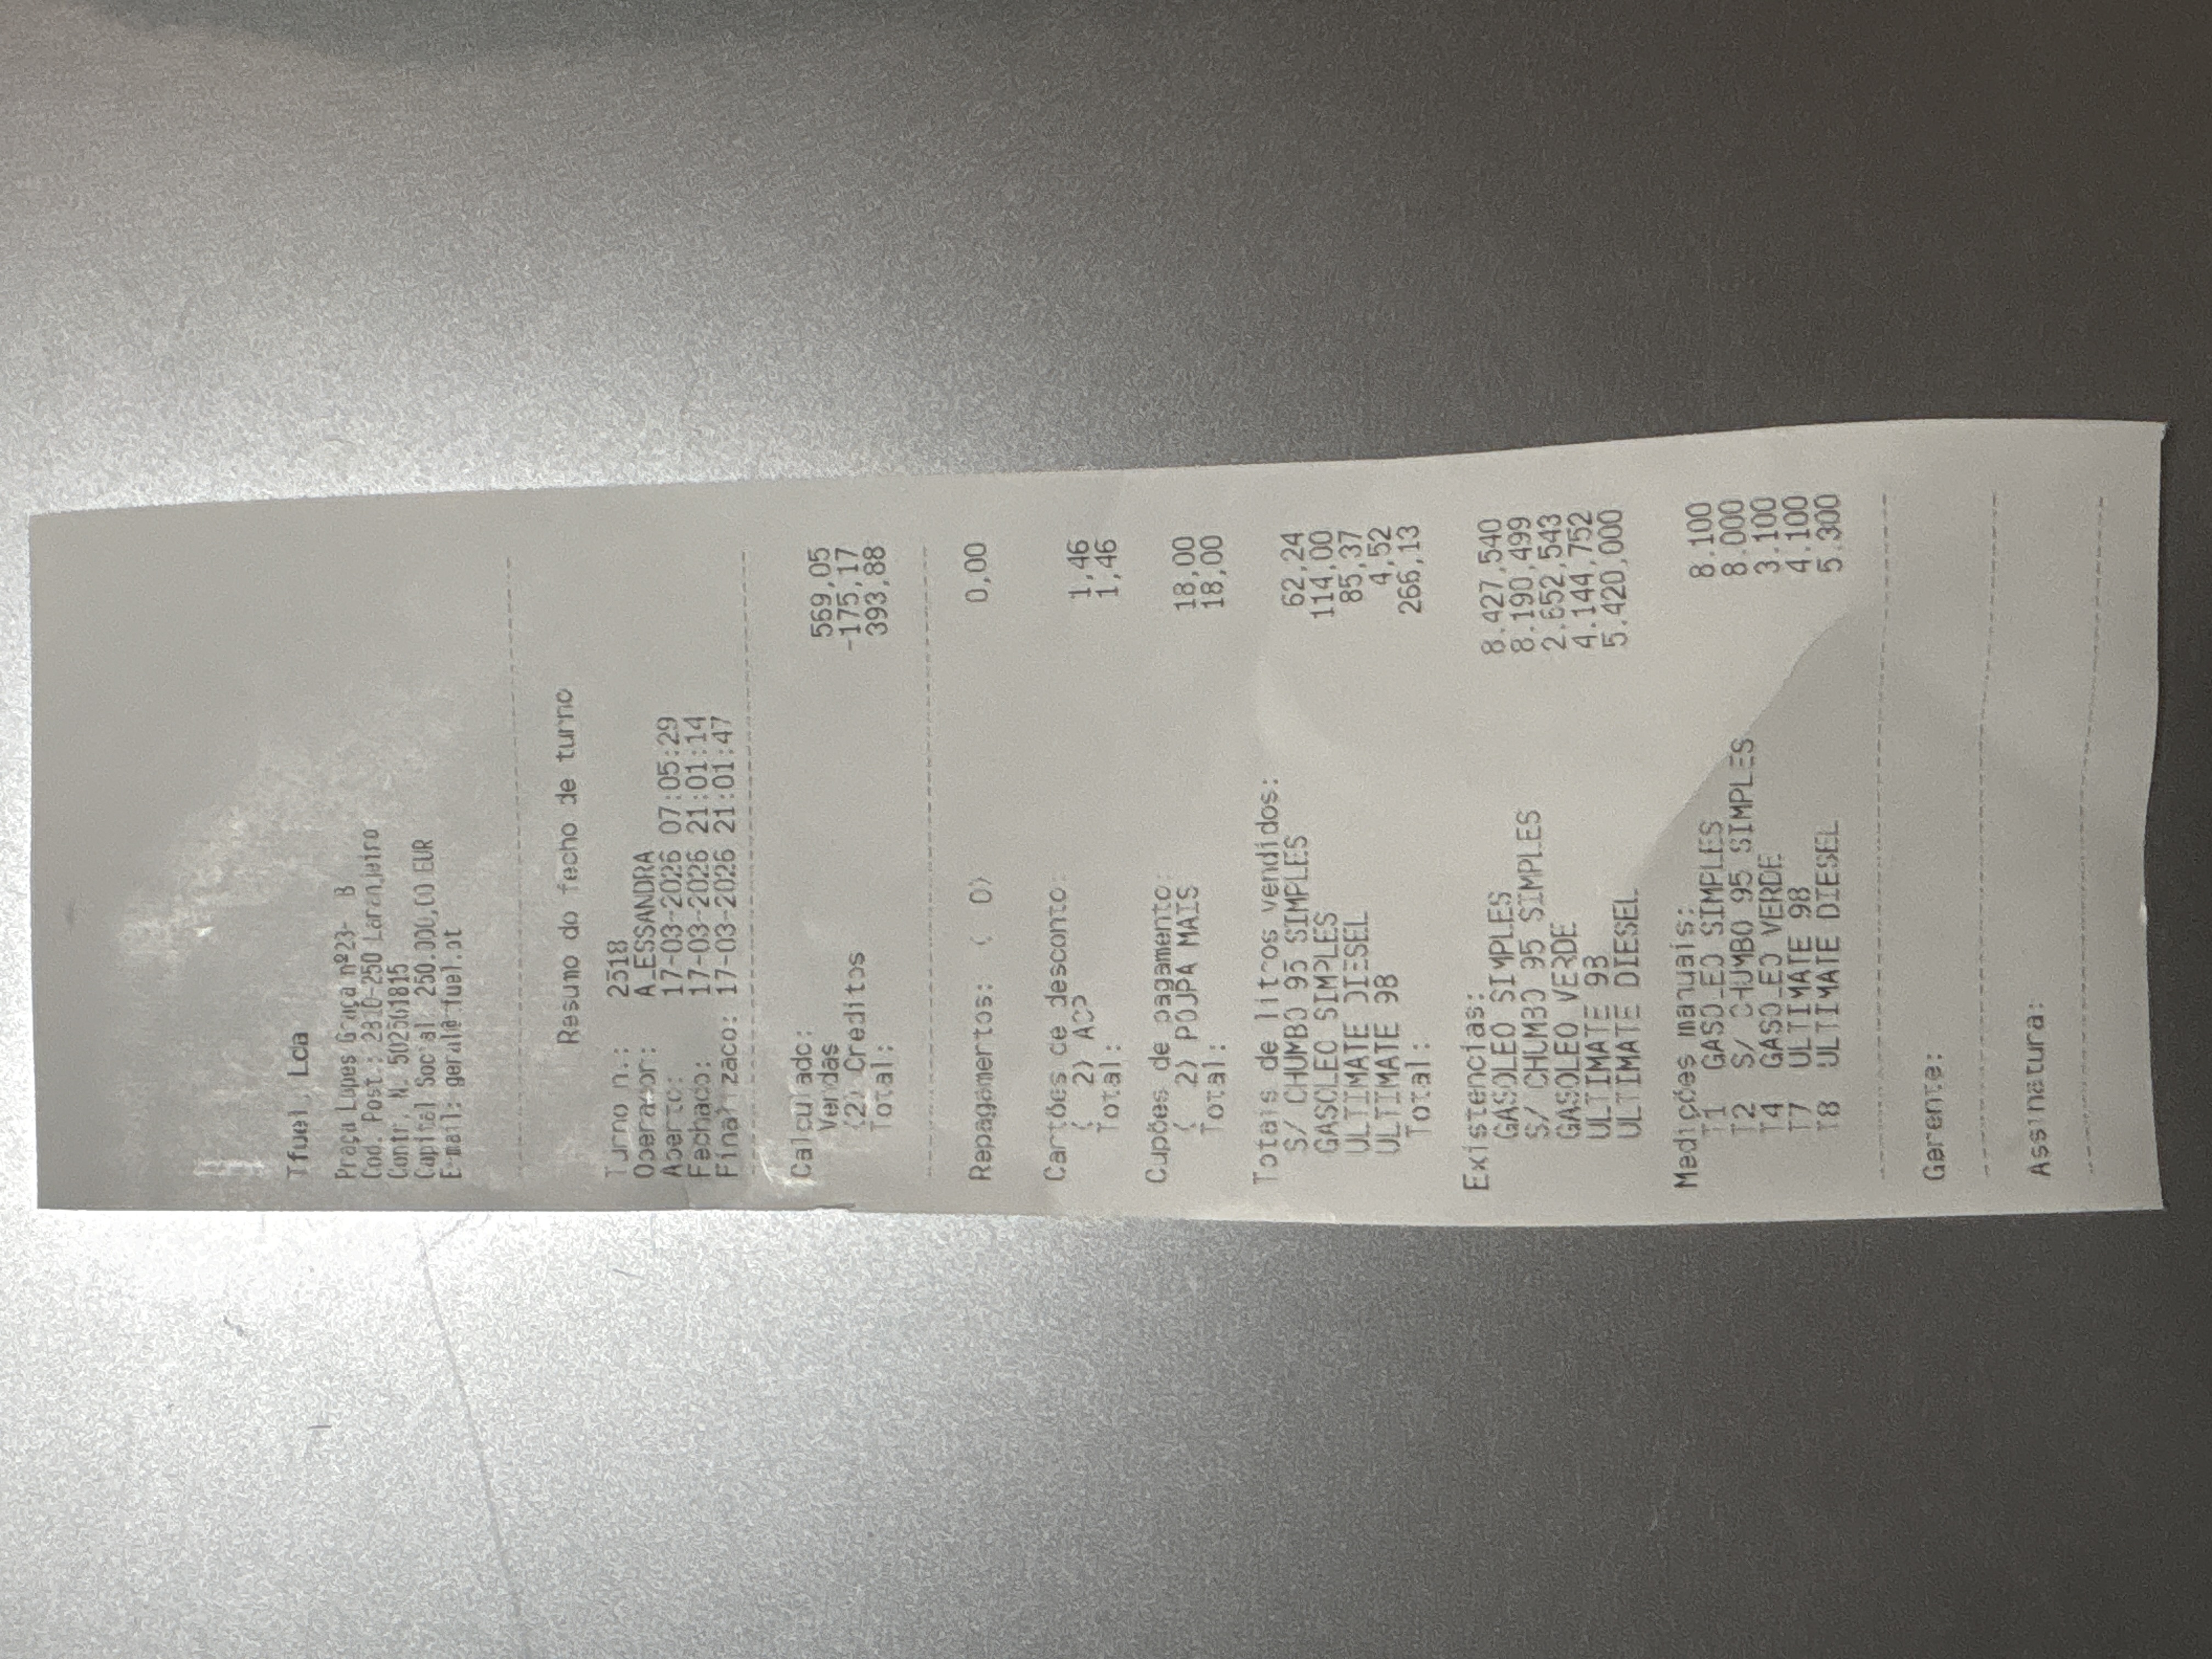 Tfuel, Lda
Praça Lopes Graça nº23- B
Cod. Post.: 2810-250 Laranjeiro
Contr. N. 502501815
Capital Social 250.000,00 EUR
E-mail: geral@tfuel.pt
Resumo do fecho de turno
Turno n.: 2518
Operador: ALESSANDRA
Aberto: 17-03-2026 07:05:29
Fechado: 17-03-2026 21:01:14
Finalizado: 17-03-2026 21:01:47
Calculado:
Vendas 569,05
(2) Creditos -175,17
Total: 393,88
Repagamentos: ( 0) 0,00
Cartões de desconto:
( 2) ACP 1,46
Total: 1,46
Cupões de pagamento:
( 2) POUPA MAIS 18,00
Total: 18,00
Totais de litros vendidos:
S/ CHUMBO 95 SIMPLES 62,24
GASOLEO SIMPLES 114,00
ULTIMATE DIESEL 85,37
ULTIMATE 98 4,52
Total: 266,13
Existencias:
GASOLEO SIMPLES 8.427,540
S/ CHUMBO 95 SIMPLES 8.190,499
GASOLEO VERDE 2.652,543
ULTIMATE 98 4.144,752
ULTIMATE DIESEL 5.420,000
Medições manuais:
T1 GASOLEO SIMPLES 8.100
T2 S/ CHUMBO 95 SIMPLES 8.000
T4 GASOLEO VERDE 3.100
T7 ULTIMATE 98 4.100
T8 ULTIMATE DIESEL 5.300
Gerente:
Assinatura: